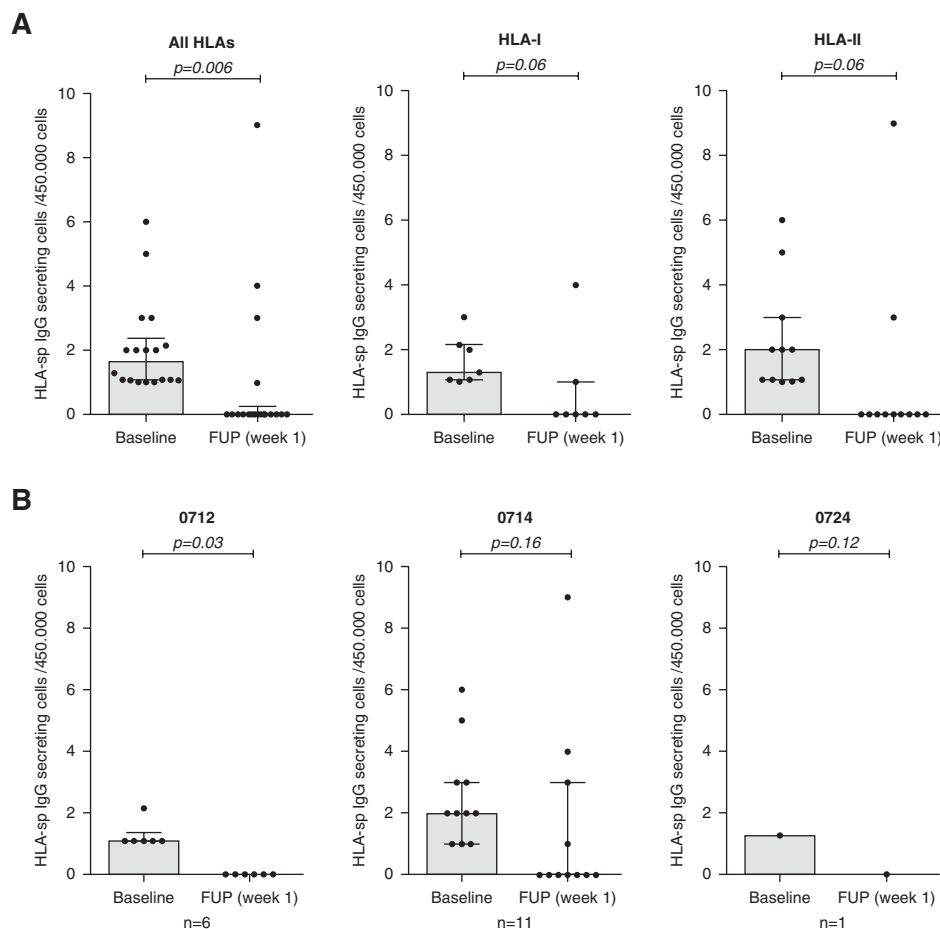 A
All HLAs
HLA-I
HLA-II
p=0.006
p=0.06
p=0.06
HLA-sp IgG secreting cells /450.000 cells
10
8
6
4
2
0
Baseline
FUP (week 1)
HLA-sp IgG secreting cells /450.000 cells
10
8
6
4
2
0
Baseline
FUP (week 1)
HLA-sp IgG secreting cells /450.000 cells
10
8
6
4
2
0
Baseline
FUP (week 1)
B
0712
0714
0724
p=0.03
p=0.16
p=0.12
HLA-sp IgG secreting cells /450.000 cells
10
8
6
4
2
0
Baseline
FUP (week 1)
n=6
HLA-sp IgG secreting cells /450.000 cells
10
8
6
4
2
0
Baseline
FUP (week 1)
n=11
HLA-sp IgG secreting cells /450.000 cells
10
8
6
4
2
0
Baseline
FUP (week 1)
n=1